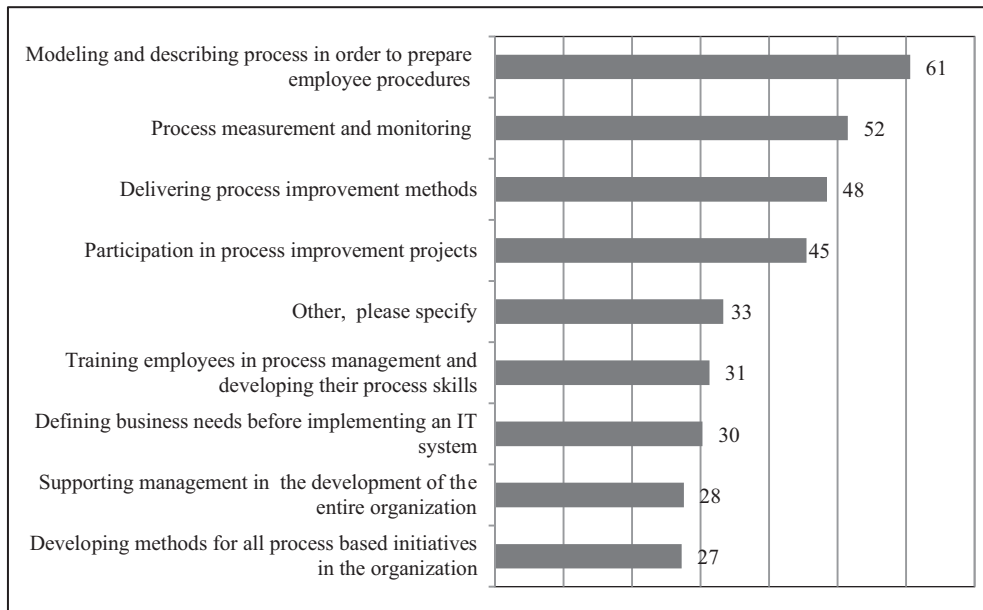 Modeling and describing process in order to prepare
employee procedures
61
Process measurement and monitoring
52
Delivering process improvement methods
48
Participation in process improvement projects
45
Other, please specify
33
Training employees in process management and
developing their process skills
31
Defining business needs before implementing an IT
system
30
Supporting management in the development of the
entire organization
28
Developing methods for all process based initiatives
in the organization
27